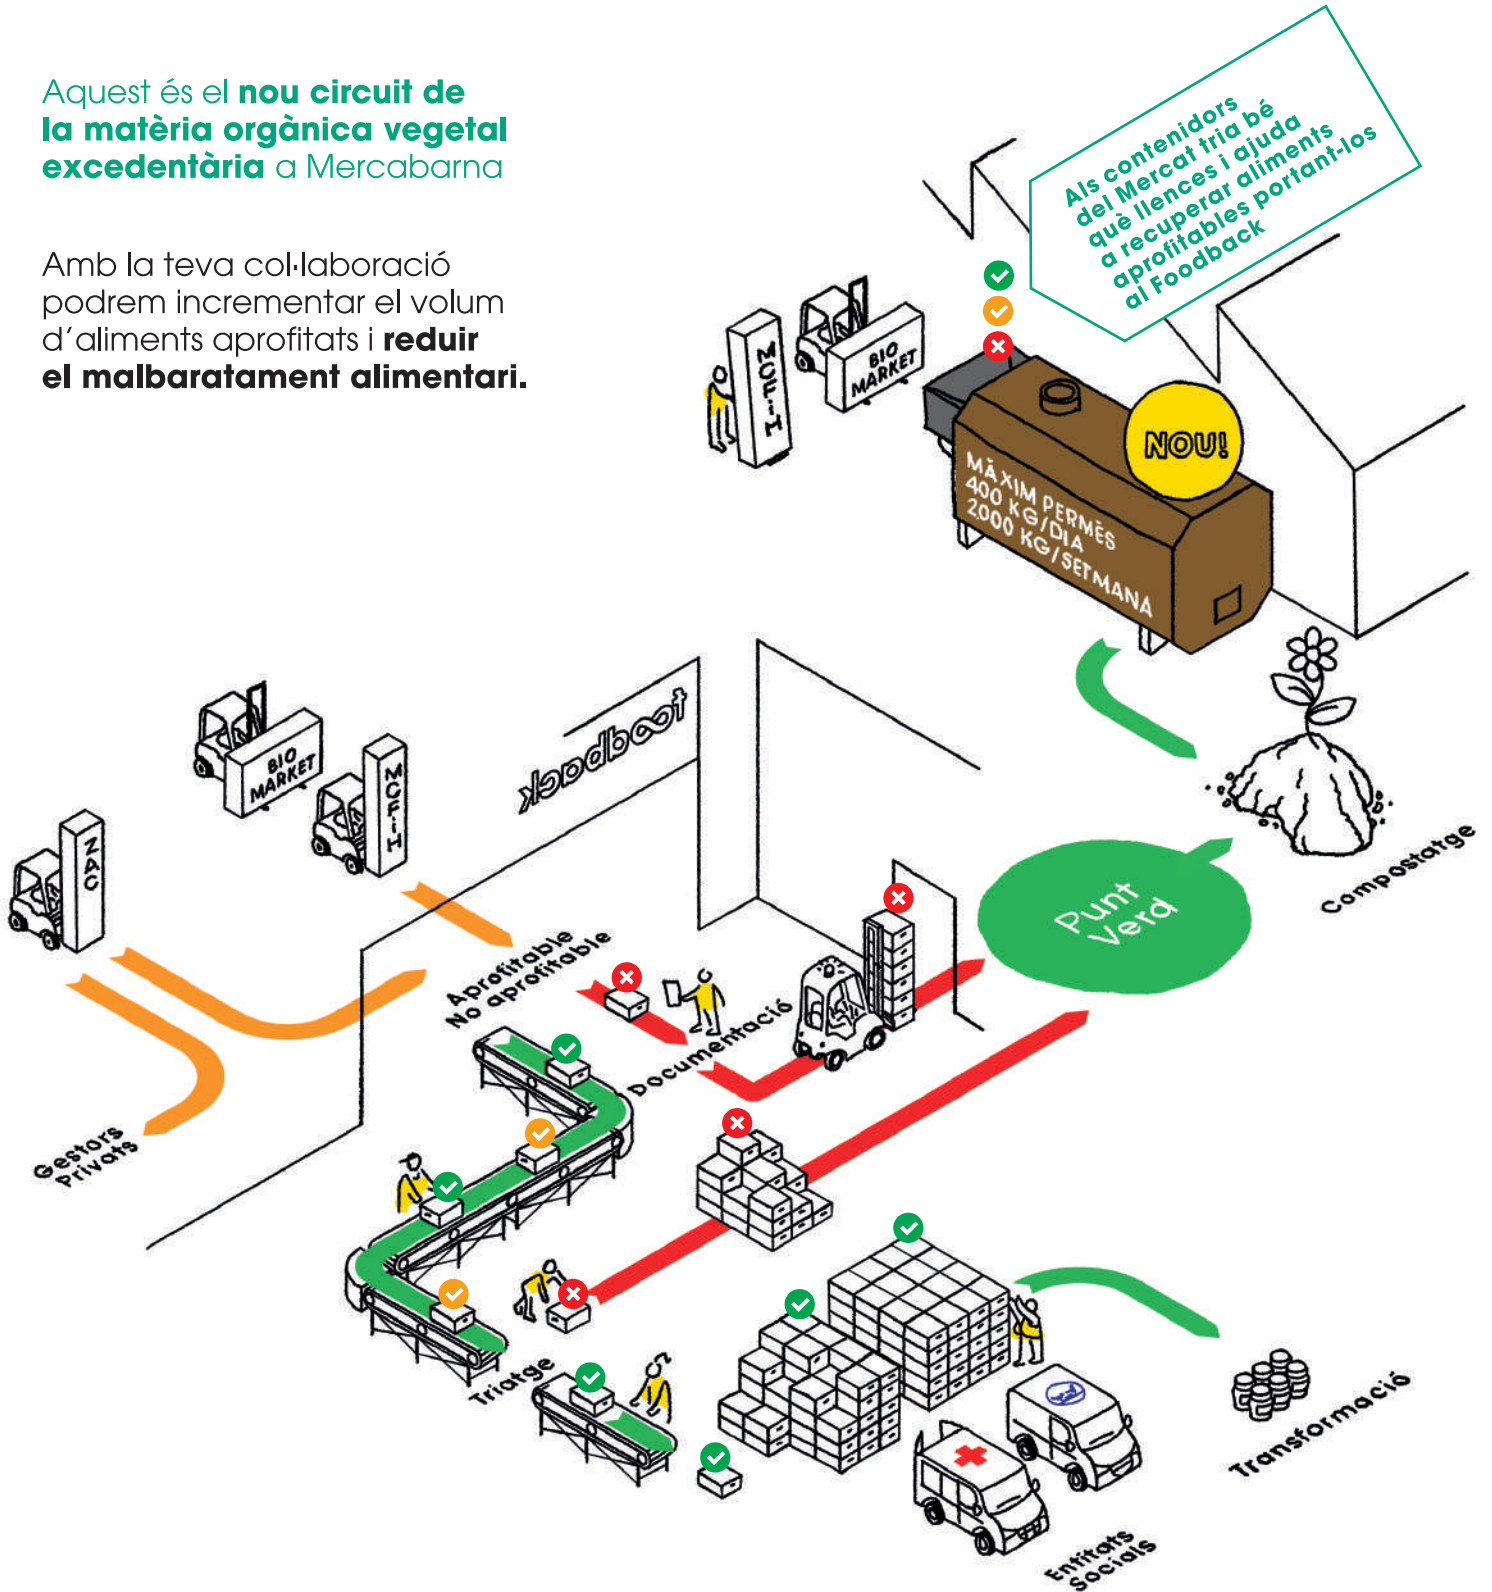 Aquest és el nou circuit de
la matèria orgànica vegetal
excedentària a Mercabarna
Amb la teva col·laboració
podrem incrementar el volum
d'aliments aprofitats i reduir
el malbaratament alimentari.
Als contenidors
del Mercat tria bé
què llences i ajuda
a recuperar aliments
aprofitables portant-los
al Foodback
MCFiH
BIO
MARKET
NOU!
MÀXIM PERMÈS
400 KG/DIA
2000 KG/SETMANA
BIO
MARKET
MCFiH
ZAC
foodback
Compostatge
Punt
Verd
Aprofitable
No aprofitable
Documentació
Gestors
Privats
Triatge
Transformació
Entitats
Socials